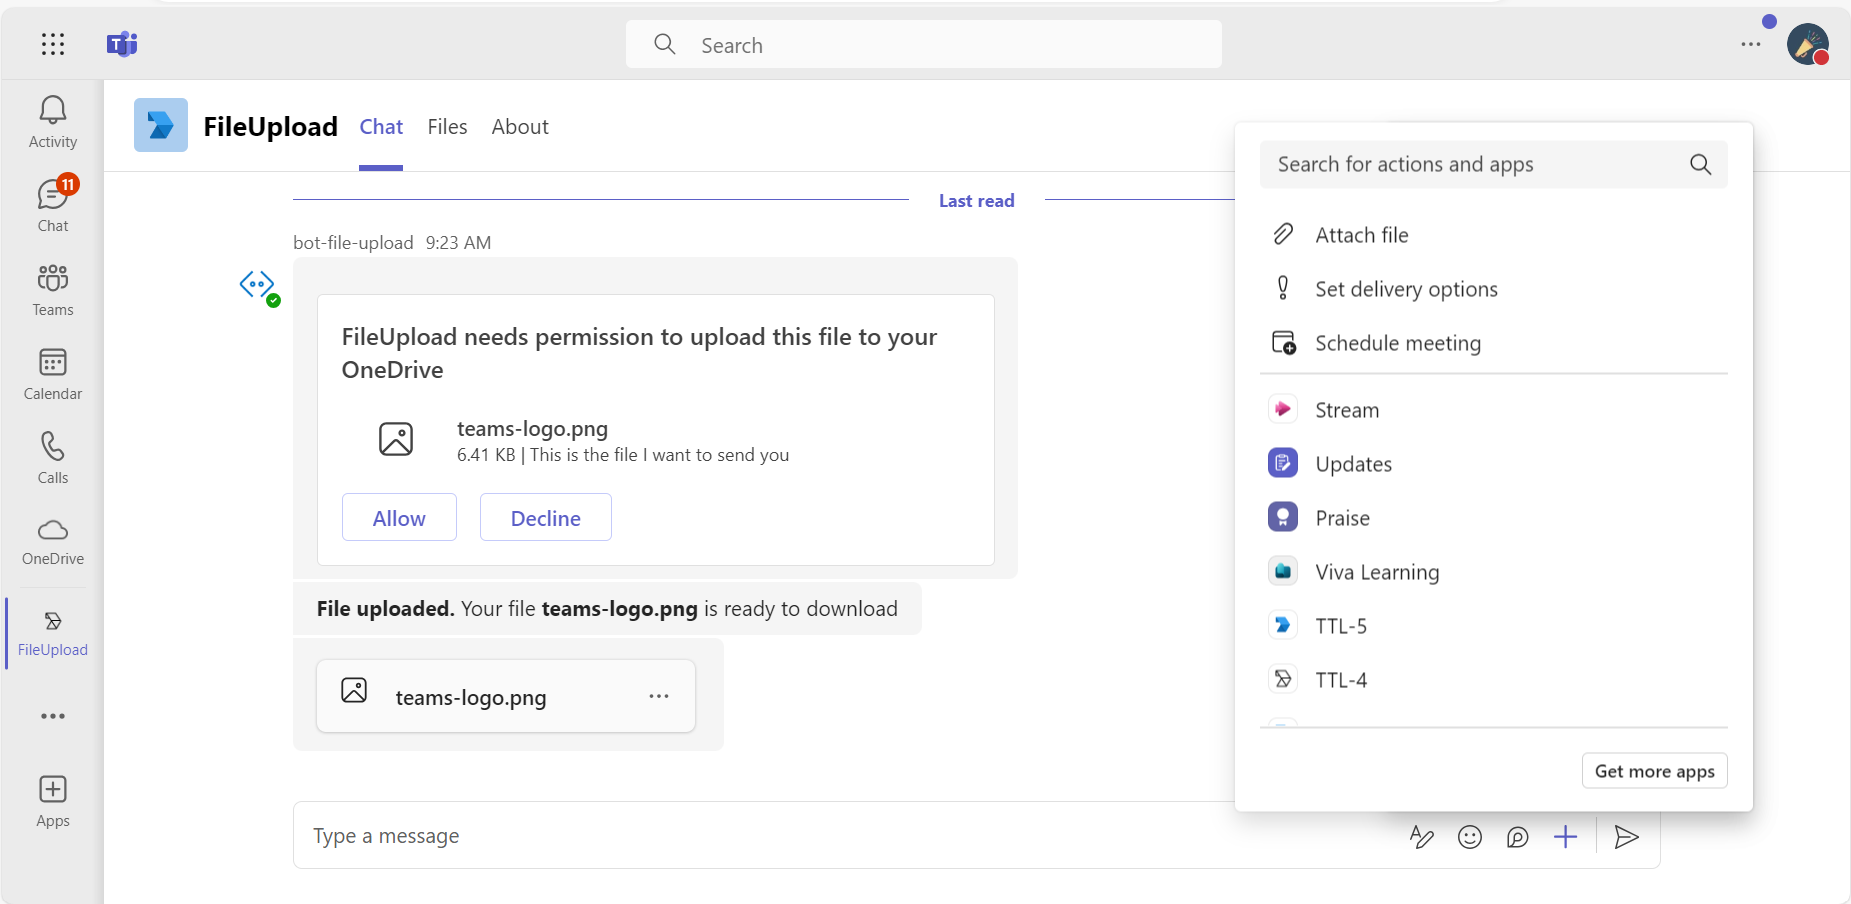 T
Search
Activity
11
Chat
Teams
Calendar
Calls
OneDrive
FileUpload
Apps
FileUpload
Chat
Files
About
Last read
bot-file-upload 9:23 AM
FileUpload needs permission to upload this file to your
OneDrive
teams-logo.png
6.41 KB | This is the file I want to send you
Allow
Decline
File uploaded. Your file teams-logo.png is ready to download
teams-logo.png
Type a message
Search for actions and apps
Attach file
Set delivery options
Schedule meeting
Stream
Updates
Praise
Viva Learning
TTL-5
TTL-4
Get more apps